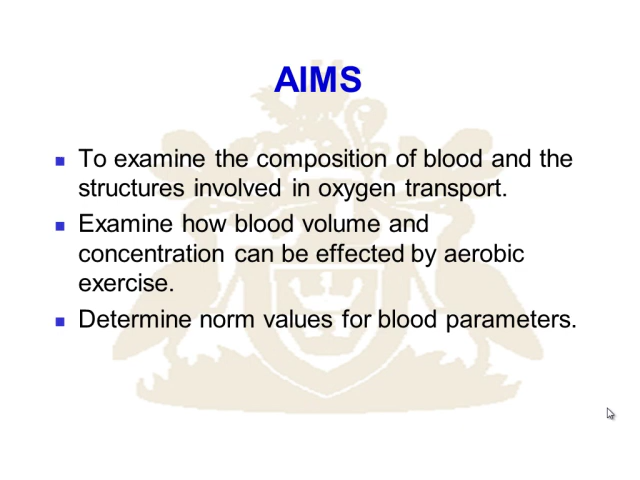 AIMS
To examine the composition of blood and the
structures involved in oxygen transport.
Examine how blood volume and
concentration can be effected by aerobic
exercise.
Determine norm values for blood parameters.